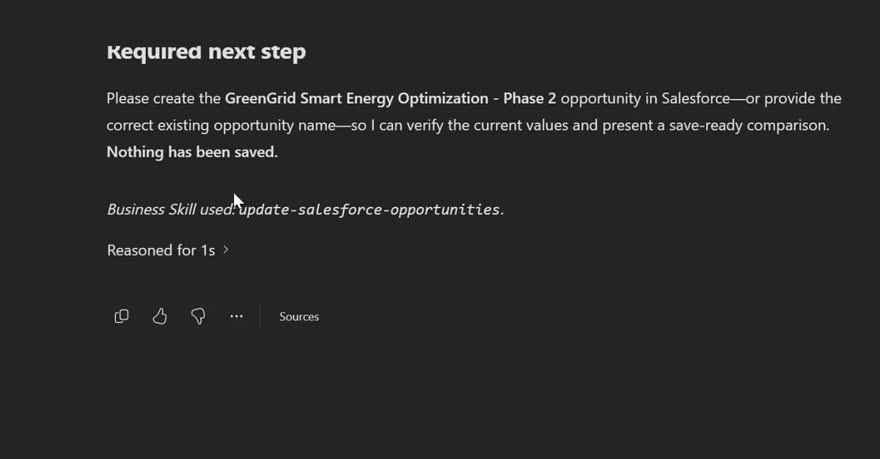 Required next step
Please create the GreenGrid Smart Energy Optimization - Phase 2 opportunity in Salesforce—or provide the
correct existing opportunity name—so I can verify the current values and present a save-ready comparison.
Nothing has been saved.
Business Skill used: update-salesforce-opportunities.
Reasoned for 1s
Sources